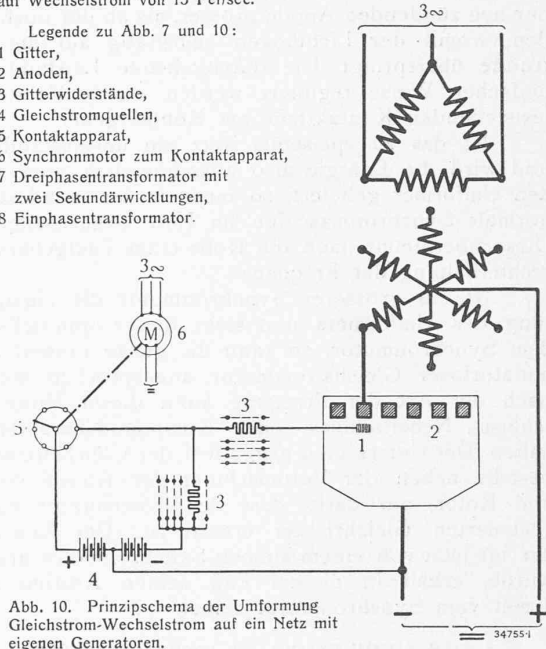 auf Wechselstrom von 15 Per/sec.
Legende zu Abb. 7 und 10:
1 Gitter,
2 Anoden,
3 Gitterwiderstände,
4 Gleichstromquellen,
5 Kontaktapparat,
6 Synchronmotor zum Kontaktapparat,
7 Dreiphasentransformator mit
zwei Sekundärwicklungen,
8 Einphasentransformator.
3∼
3∼
M
6
=
5
3
3
1
2
+
4
−
−
+
=
34755-I
Abb. 10. Prinzipschema der Umformung
Gleichstrom-Wechselstrom auf ein Netz mit
eigenen Generatoren.